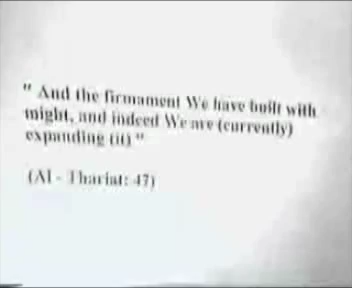 " And the firmament We have built with
might, and indeed We are (currently)
expanding (it) "
(Al - Thariat: 47)